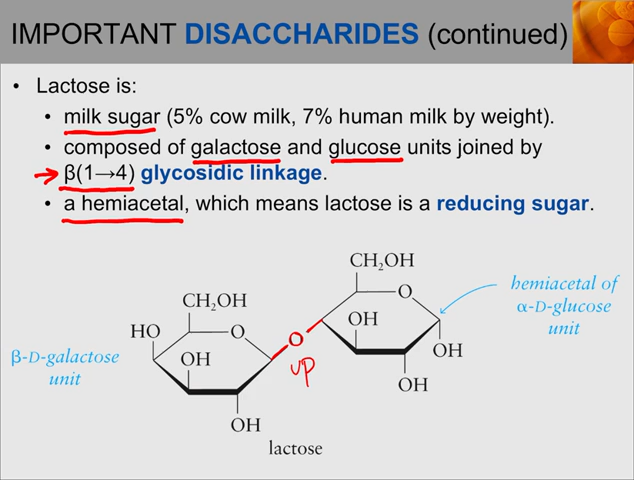 IMPORTANT DISACCHARIDES (continued)
• Lactose is:
• milk sugar (5% cow milk, 7% human milk by weight).
• composed of galactose and glucose units joined by
β(1→4) glycosidic linkage.
• a hemiacetal, which means lactose is a reducing sugar.
CH₂OH
O
hemiacetal of
α-D-glucose
unit
CH₂OH
O
OH
HO
O
OH
β-D-galactose
unit
OH
up
OH
OH
lactose